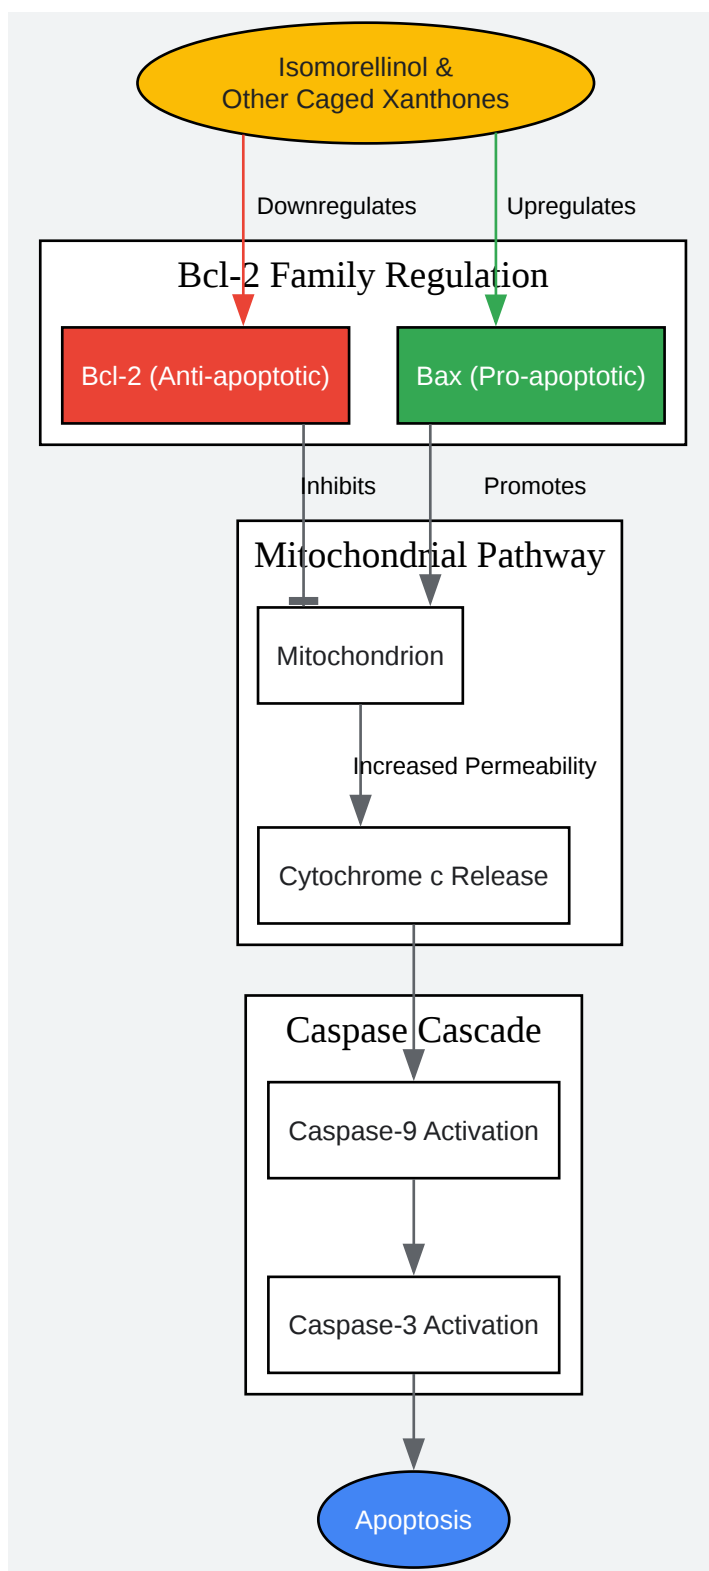 Isomorellinol &
Other Caged Xanthones
Downregulates
Upregulates
Bcl-2 Family Regulation
Bcl-2 (Anti-apoptotic)
Bax (Pro-apoptotic)
Inhibits
Promotes
Mitochondrial Pathway
Mitochondrion
Increased Permeability
Cytochrome c Release
Caspase Cascade
Caspase-9 Activation
Caspase-3 Activation
Apoptosis